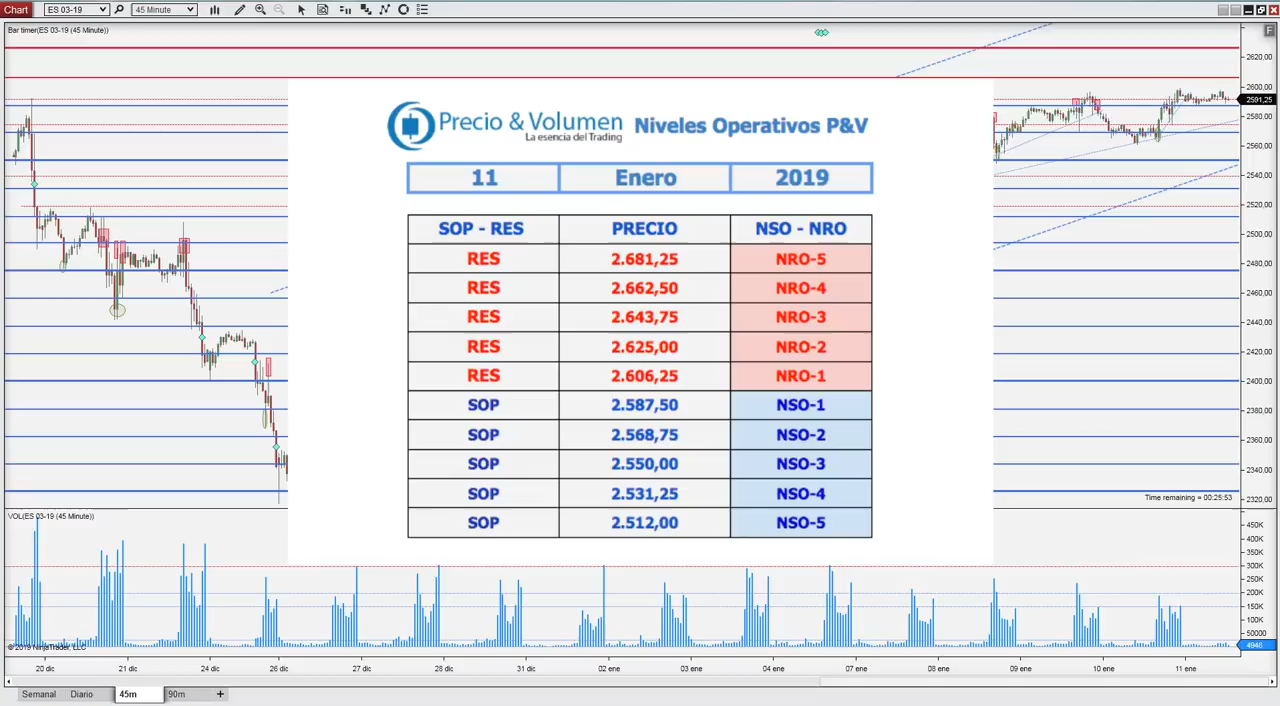 Chart ES 03-19 45 Minute
Bar timer(ES 03-19 (45 Minute))
F
2620,00
2600,00
2591,25
2560,00
2540,00
2520,00
2500,00
2480,00
2460,00
2440,00
2420,00
2400,00
2380,00
2360,00
2340,00
2320,00
Precio & Volumen
La esencia del Trading
Niveles Operativos P&V
11 Enero 2019
SOP - RES PRECIO NSO - NRO
RES 2.681,25 NRO-5
RES 2.662,50 NRO-4
RES 2.643,75 NRO-3
RES 2.625,00 NRO-2
RES 2.606,25 NRO-1
SOP 2.587,50 NSO-1
SOP 2.568,75 NSO-2
SOP 2.550,00 NSO-3
SOP 2.531,25 NSO-4
SOP 2.512,00 NSO-5
Time remaining = 00:25:53
VOL(ES 03-19 (45 Minute))
450K
400K
350K
300K
250K
200K
150K
100K
50000
4946
© 2019 NinjaTrader, LLC
20 dic 21 dic 24 dic 26 dic 27 dic 28 dic 31 dic 02 ene 03 ene 04 ene 07 ene 08 ene 09 ene 10 ene 11 ene
Semanal Diario 45m 90m +